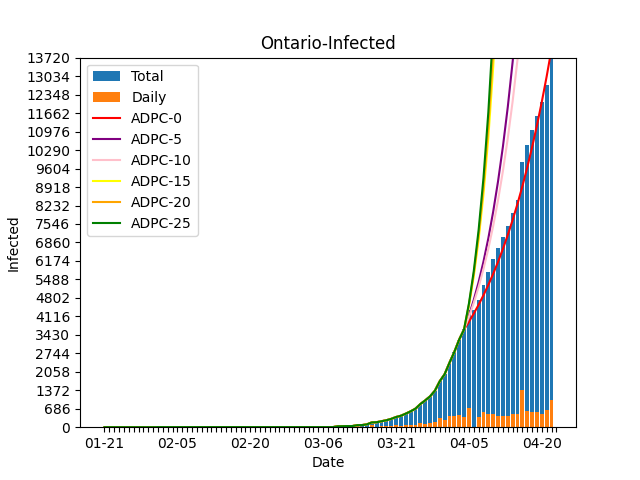 Ontario-Infected
13720
13034
12348
11662
10976
10290
9604
8918
8232
7546
6860
6174
5488
4802
4116
3430
2744
2058
1372
686
0
Infected
Total
Daily
ADPC-0
ADPC-5
ADPC-10
ADPC-15
ADPC-20
ADPC-25
01-21 02-05 02-20 03-06 03-21 04-05 04-20
Date